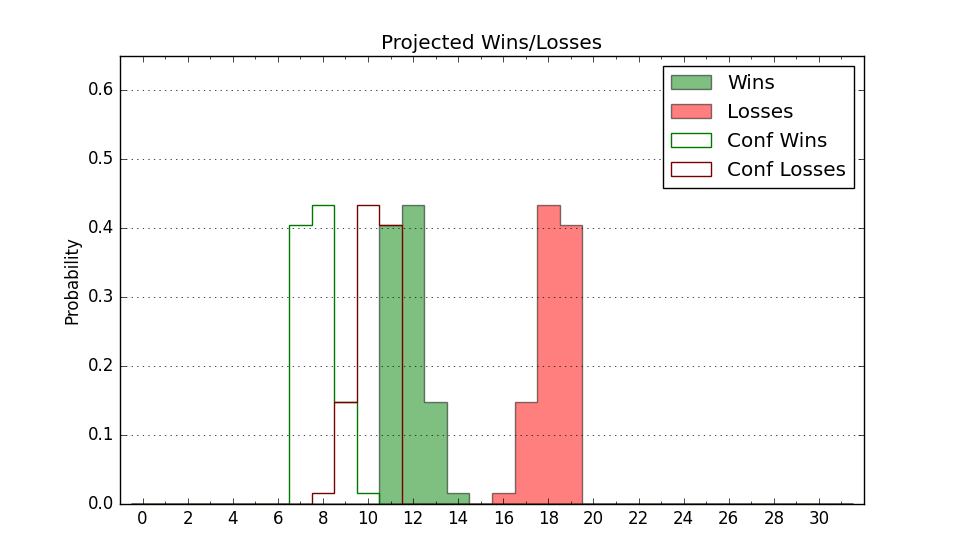 Projected Wins/Losses
Wins
Losses
Conf Wins
Conf Losses
Probability
0.6
0.5
0.4
0.3
0.2
0.1
0.0
0 2 4 6 8 10 12 14 16 18 20 22 24 26 28 30